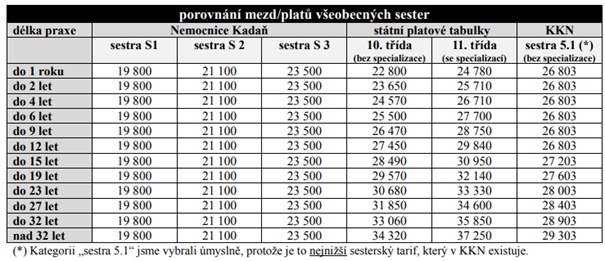 porovnání mezd/platů všeobecných sester
délka praxe Nemocnice Kadaň státní platové tabulky KKN
sestra S1 sestra S 2 sestra S 3 10. třída 11. třída sestra 5.1 (*)
(bez specializace) (se specializací) (bez specializace)
do 1 roku 19 800 21 100 23 500 22 800 24 780 26 803
do 2 let 19 800 21 100 23 500 23 650 25 710 26 803
do 4 let 19 800 21 100 23 500 24 570 26 710 26 803
do 6 let 19 800 21 100 23 500 25 500 27 700 26 803
do 9 let 19 800 21 100 23 500 26 470 28 750 26 803
do 12 let 19 800 21 100 23 500 27 450 29 840 26 803
do 15 let 19 800 21 100 23 500 28 490 30 950 27 203
do 19 let 19 800 21 100 23 500 29 570 32 140 27 603
do 23 let 19 800 21 100 23 500 30 680 33 330 28 003
do 27 let 19 800 21 100 23 500 31 850 34 600 28 403
do 32 let 19 800 21 100 23 500 33 060 35 850 28 903
nad 32 let 19 800 21 250 23 500 34 320 37 250 29 303
(*) Kategorii „sestra 5.1“ jsme vybrali úmyslně, protože je to nejnižší sesterský tarif, který v KKN existuje.